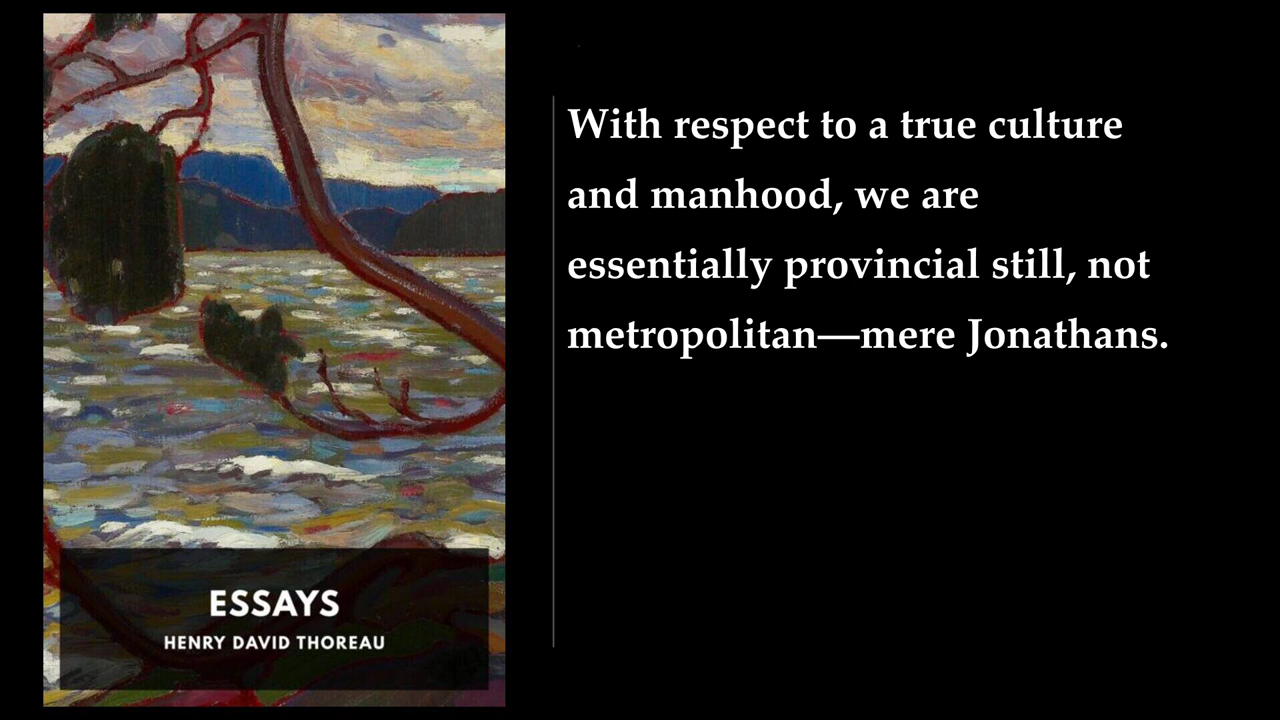 With respect to a true culture
and manhood, we are
essentially provincial still, not
metropolitan—mere Jonathans.
ESSAYS
HENRY DAVID THOREAU